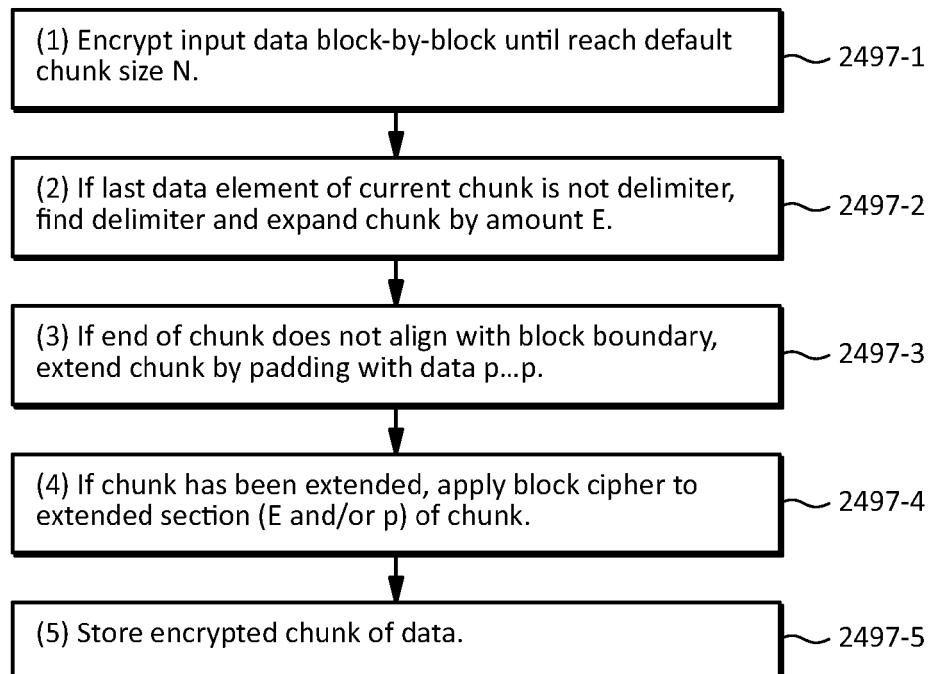 (1) Encrypt input data block-by-block until reach default
chunk size N.
2497-1
(2) If last data element of current chunk is not delimiter,
find delimiter and expand chunk by amount E.
2497-2
(3) If end of chunk does not align with block boundary,
extend chunk by padding with data p...p.
2497-3
(4) If chunk has been extended, apply block cipher to
extended section (E and/or p) of chunk.
2497-4
(5) Store encrypted chunk of data.
2497-5